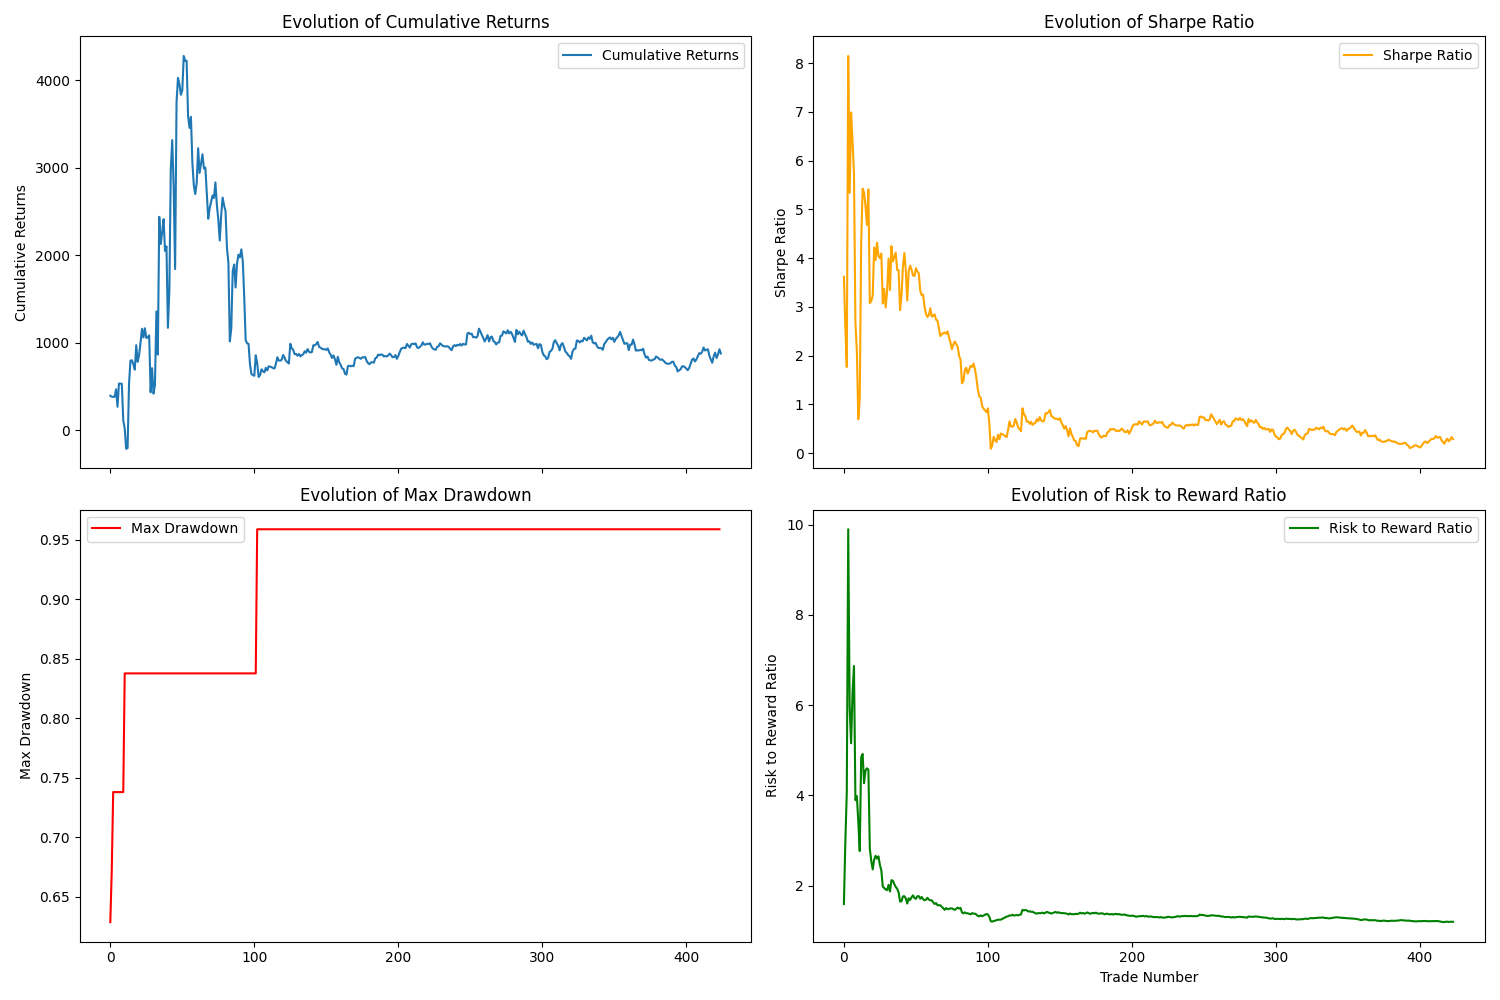 Evolution of Cumulative Returns
Cumulative Returns
Cumulative Returns
4000
3000
2000
1000
0
Evolution of Sharpe Ratio
Sharpe Ratio
Sharpe Ratio
8
7
6
5
4
3
2
1
0
Evolution of Max Drawdown
Max Drawdown
Max Drawdown
0.95
0.90
0.85
0.80
0.75
0.70
0.65
0 100 200 300 400
Evolution of Risk to Reward Ratio
Risk to Reward Ratio
Risk to Reward Ratio
10
8
6
4
2
0 100 200 300 400
Trade Number